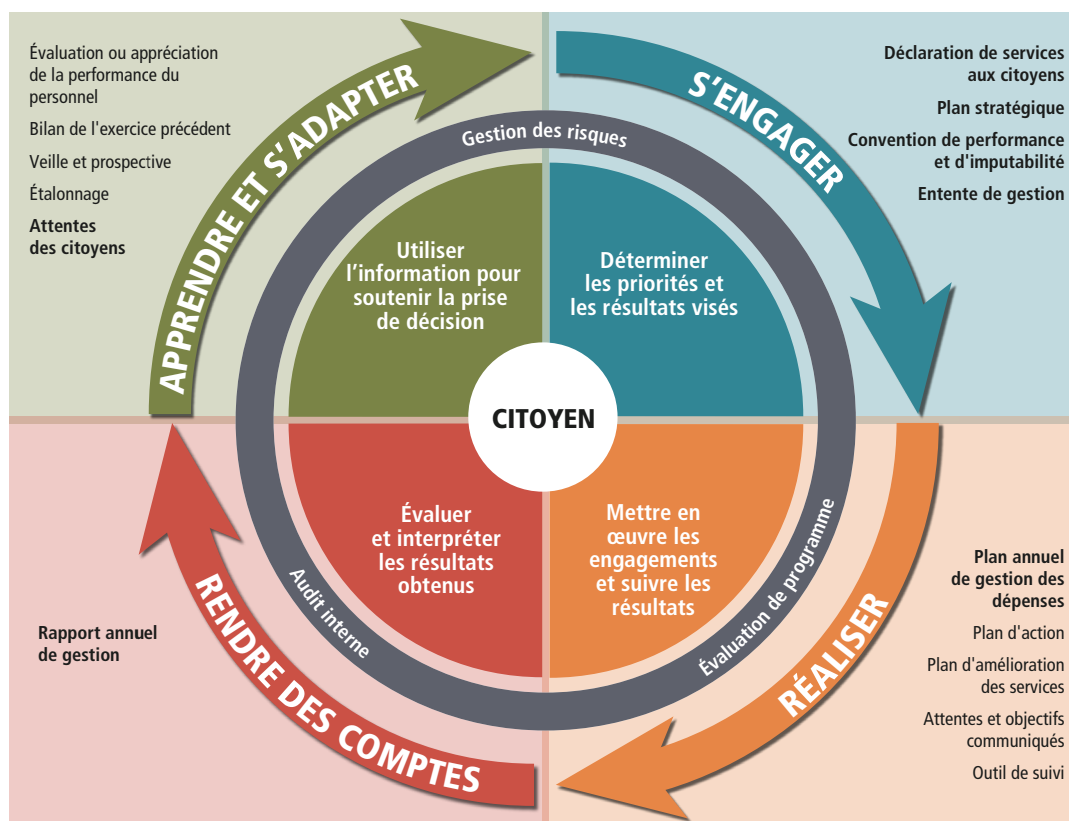 Évaluation ou appréciation
de la performance du
personnel
Bilan de l'exercice précédent
Veille et prospective
Étalonnage
Attentes
des citoyens
APPRENDRE ET S'ADAPTER
S'ENGAGER
Déclaration de services
aux citoyens
Plan stratégique
Convention de performance
et d'imputabilité
Entente de gestion
Gestion des risques
Utiliser
l'information pour
soutenir la prise
de décision
Déterminer
les priorités et
les résultats visés
CITOYEN
Évaluer
et interpréter
les résultats
obtenus
Mettre en
œuvre les
engagements
et suivre les
résultats
Audit interne
Évaluation de programme
RENDRE DES COMPTES
RÉALISER
Rapport annuel
de gestion
Plan annuel
de gestion des
dépenses
Plan d'action
Plan d'amélioration
des services
Attentes et objectifs
communiqués
Outil de suivi